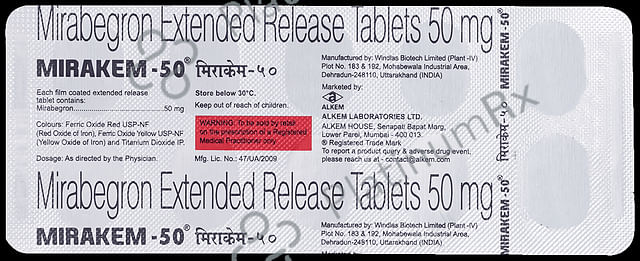 Mirabegron Extended Release Tablets 50 mg
MIRAKEM -50® मिराकेम-५०
Each film coated extended release
tablet contains:
Mirabegron..............................50 mg
Colours: Ferric Oxide Red USP-NF
(Red Oxide of Iron), Ferric Oxide Yellow USP-NF
(Yellow Oxide of Iron) and Titanium Dioxide IP.
Dosage: As directed by the Physician.
Store below 30°C.
Keep out of reach of children.
WARNING: To be sold by retail
on the prescription of a Registered
Medical Practitioner only.
Mfg. Lic. No.: 47/UA/2009
Manufactured by: Windlas Biotech Limited (Plant-IV)
Plot No. 183 & 192, Mohabewala Industrial Area,
Dehradun-248110, Uttarakhand (INDIA)
Marketed by:
ALKEM
ALKEM LABORATORIES LTD.
ALKEM HOUSE, Senapati Bapat Marg,
Lower Parel, Mumbai - 400 013.
® Registered Trade Mark
To report a product query & adverse drug event,
please reach us at - contact@alkem.com
Mirabegron Extended Release Tablets 50 mg
MIRAKEM -50® मिराकेम-५०
Manufactured by: Windlas Biotech Limited (Plant-IV)
Plot No. 183 & 192, Mohabewala Industrial Area,
Dehradun-248110, Uttarakhand (INDIA)
MIRAKEM -50®
मिराकेम-५०
MIRAKEM -50®
PlatinumRx